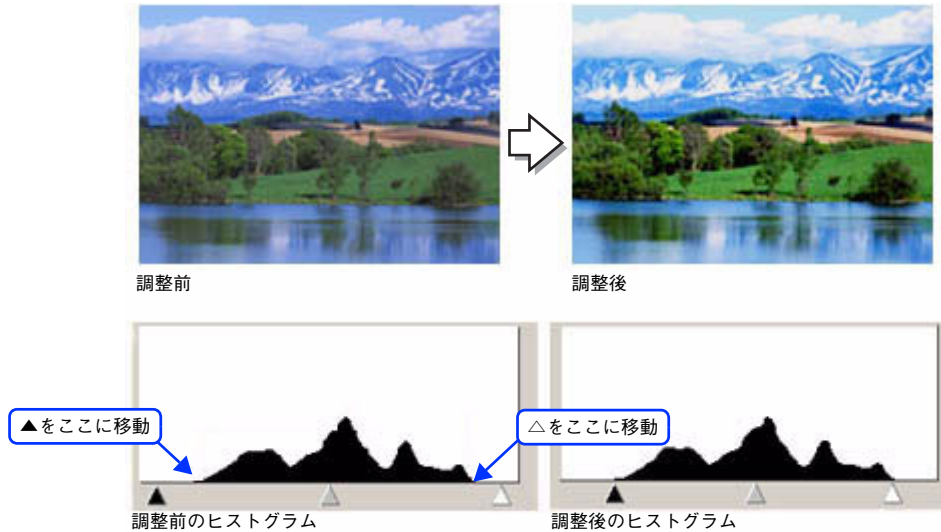 調整前
調整後
▲をここに移動
△をここに移動
調整前のヒストグラム
調整後のヒストグラム